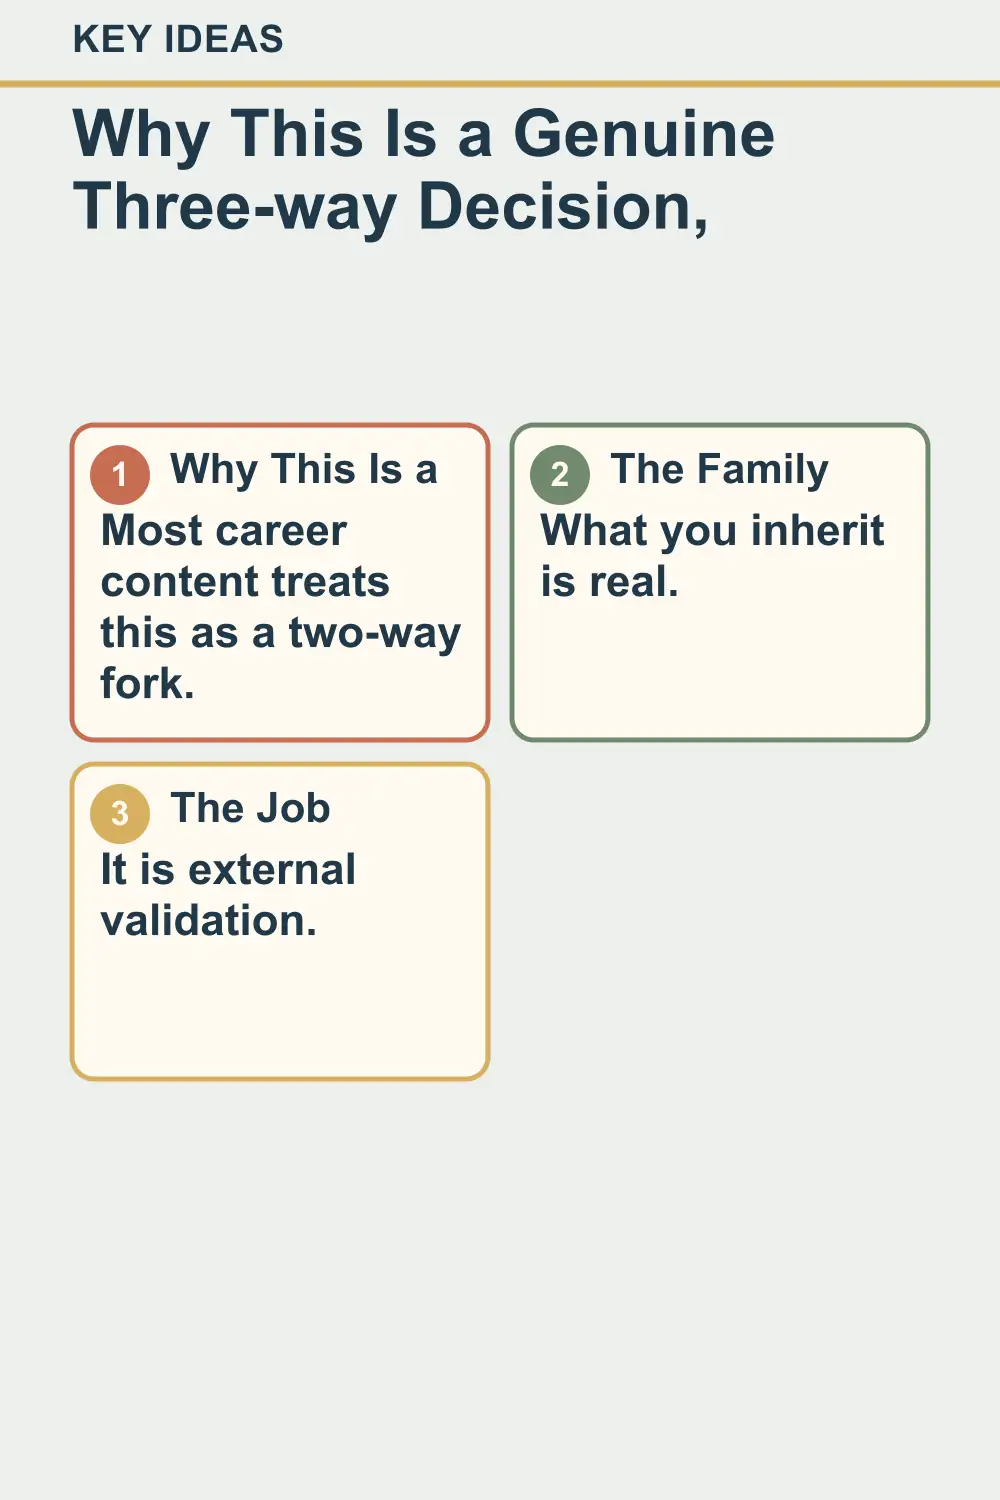 KEY IDEAS
Why This Is a Genuine
Three-way Decision,
1 Why This Is a
Most career
content treats
this as a two-way
fork.
2 The Family
What you inherit
is real.
3 The Job
It is external
validation.